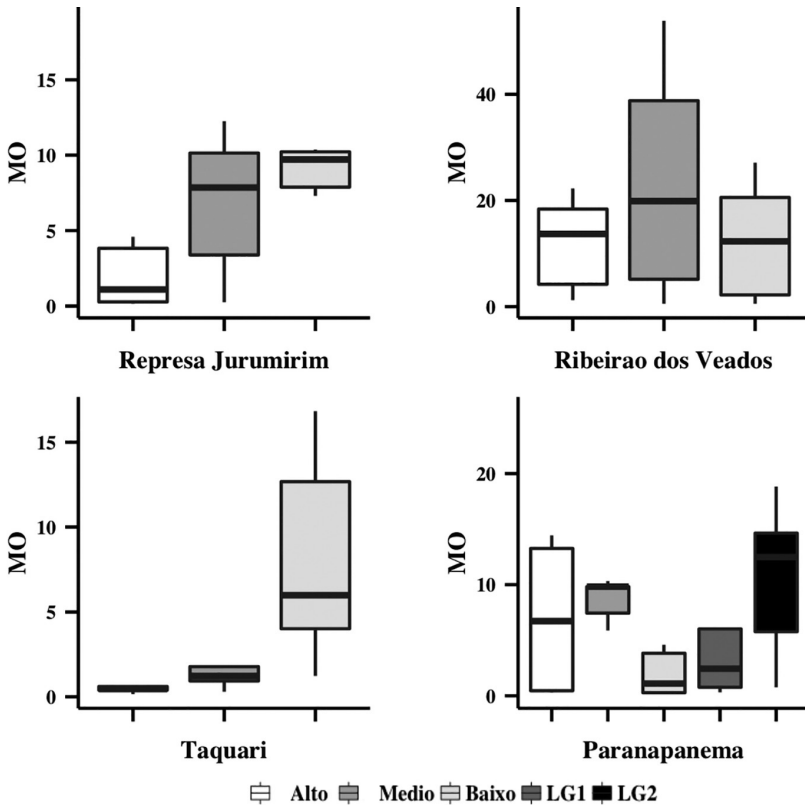 MO
15
10
5
0
Represa Jurumirim
MO
40
20
0
Ribeirao dos Veados
MO
15
10
5
0
Taquari
MO
20
10
0
Paranapanema
Alto Medio Baixo LG1 LG2